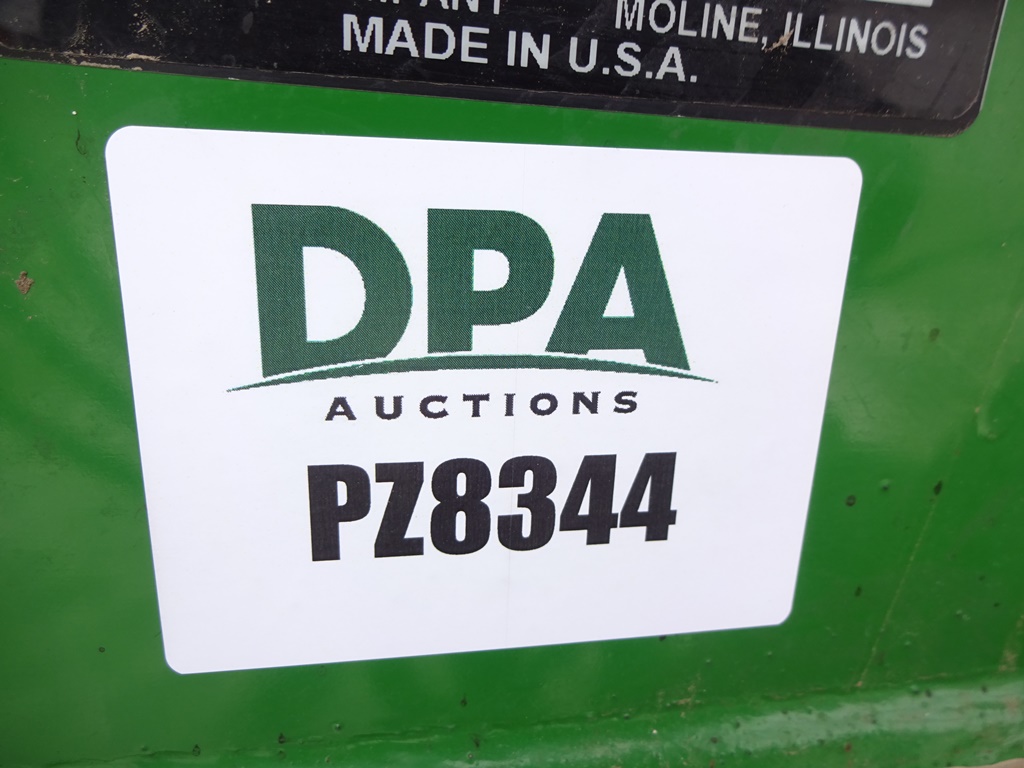 MOLINE, ILLINOIS
MADE IN U.S.A.
DPA
AUCTIONS
PZ8344